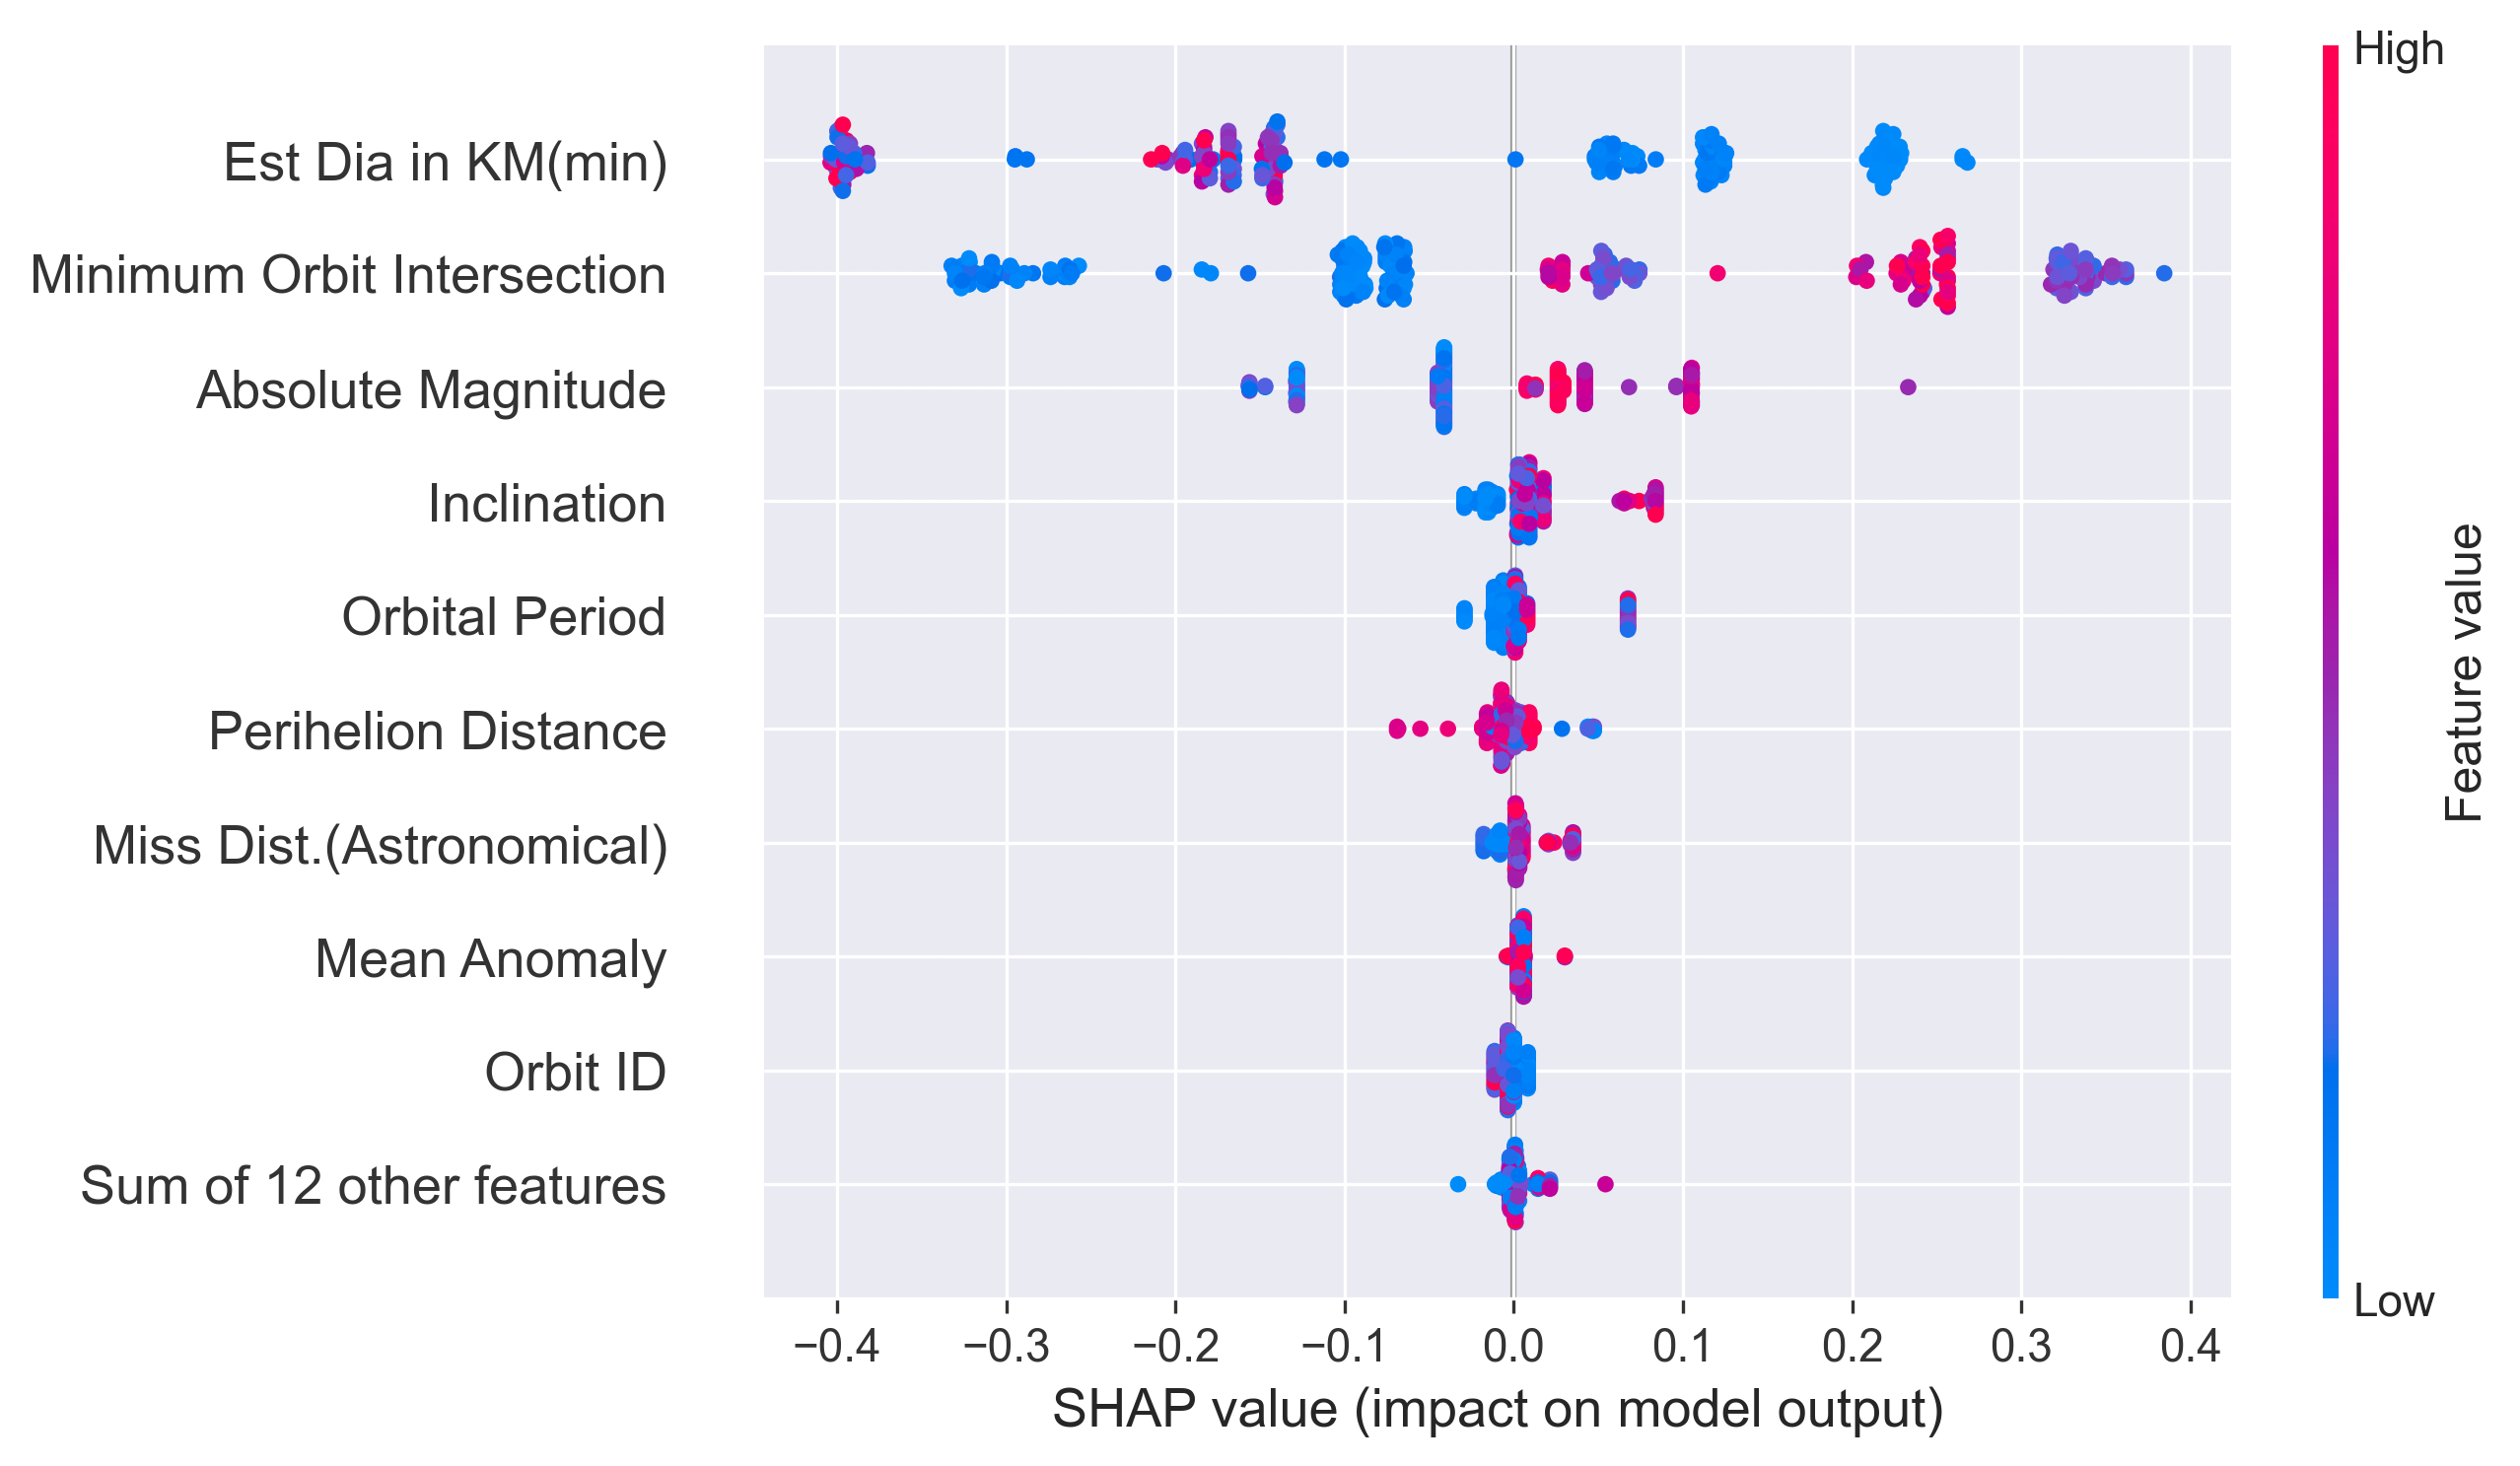 High
Est Dia in KM(min)
Minimum Orbit Intersection
Absolute Magnitude
Inclination
Orbital Period
Perihelion Distance
Miss Dist.(Astronomical)
Mean Anomaly
Orbit ID
Sum of 12 other features
Feature value
Low
−0.4 −0.3 −0.2 −0.1 0.0 0.1 0.2 0.3 0.4
SHAP value (impact on model output)